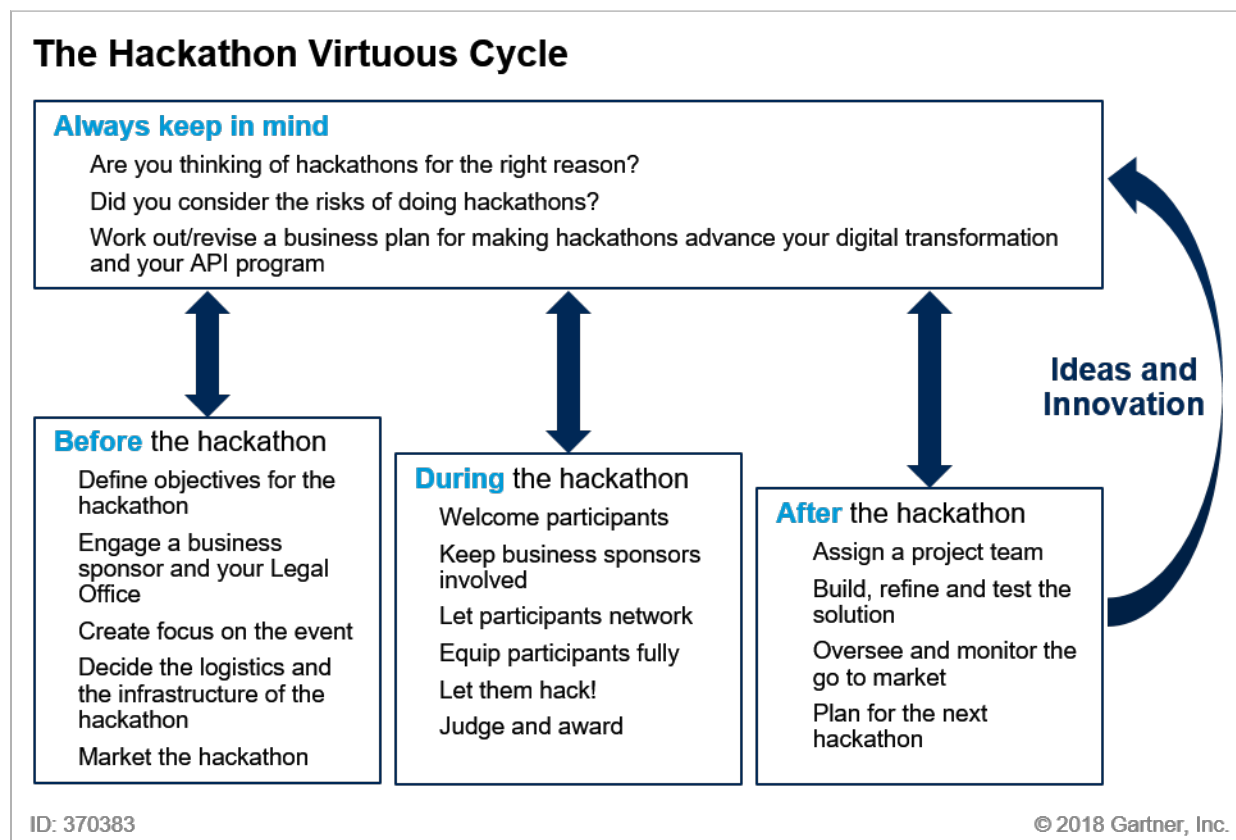 The Hackathon Virtuous Cycle
Always keep in mind
Are you thinking of hackathons for the right reason?
Did you consider the risks of doing hackathons?
Work out/revise a business plan for making hackathons advance your digital transformation
and your API program
Ideas and
Innovation
Before the hackathon
Define objectives for the
hackathon
Engage a business
sponsor and your Legal
Office
Create focus on the event
Decide the logistics and
the infrastructure of the
hackathon
Market the hackathon
During the hackathon
Welcome participants
Keep business sponsors
involved
Let participants network
Equip participants fully
Let them hack!
Judge and award
After the hackathon
Assign a project team
Build, refine and test the
solution
Oversee and monitor the
go to market
Plan for the next
hackathon
ID: 370383
© 2018 Gartner, Inc.